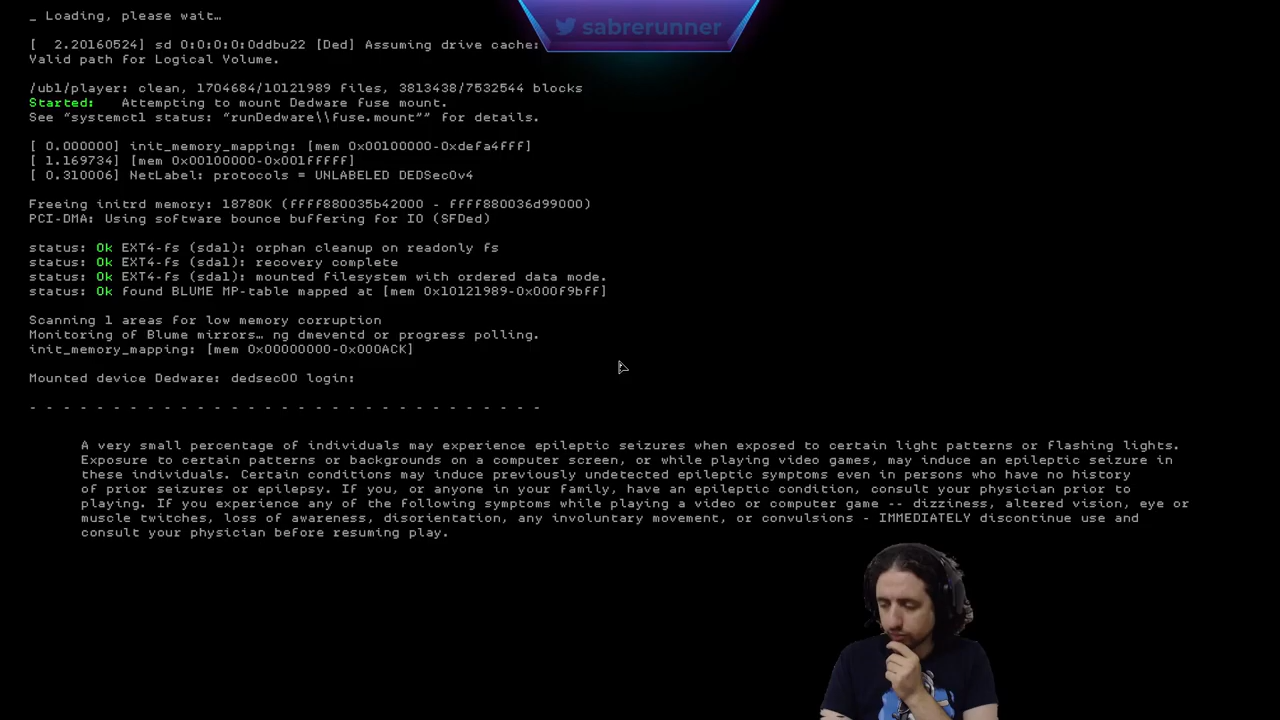 _ Loading, please wait…
sabrerunner
[ 2.20160524] sd 0:0:0:0:0ddbu22 [Ded] Assuming drive cache:
Valid path for Logical Volume.
/ubl/player: clean, 1704684/10121989 files, 3813438/7532544 blocks
Started: Attempting to mount Dedware fuse mount.
See “systemctl status: “runDedware\\fuse.mount”” for details.
[ 0.000000] init_memory_mapping: [mem 0x00100000-0xdefa4fff]
[ 1.169734] [mem 0x00100000-0x001fffff]
[ 0.310006] NetLabel: protocols = UNLABELED DEDSec0v4
Freeing initrd memory: 18780K (ffff880035b42000 - ffff880036d99000)
PCI-DMA: Using software bounce buffering for IO (SFDed)
status: Ok EXT4-fs (sda1): orphan cleanup on readonly fs
status: Ok EXT4-fs (sda1): recovery complete
status: Ok EXT4-fs (sda1): mounted filesystem with ordered data mode.
status: Ok found BLUME MP-table mapped at [mem 0x10121989-0x000f9bff]
Scanning 1 areas for low memory corruption
Monitoring of Blume mirrors… ng dmeventd or progress polling.
init_memory_mapping: [mem 0x00000000-0x000ACK]
Mounted device Dedware: dedsec00 login:
- - - - - - - - - - - - - - - - - - - - - - - - - - - - - - -
A very small percentage of individuals may experience epileptic seizures when exposed to certain light patterns or flashing lights.
Exposure to certain patterns or backgrounds on a computer screen, or while playing video games, may induce an epileptic seizure in
these individuals. Certain conditions may induce previously undetected epileptic symptoms even in persons who have no history
of prior seizures or epilepsy. If you, or anyone in your family, have an epileptic condition, consult your physician prior to
playing. If you experience any of the following symptoms while playing a video or computer game -- dizziness, altered vision, eye or
muscle twitches, loss of awareness, disorientation, any involuntary movement, or convulsions - IMMEDIATELY discontinue use and
consult your physician before resuming play.